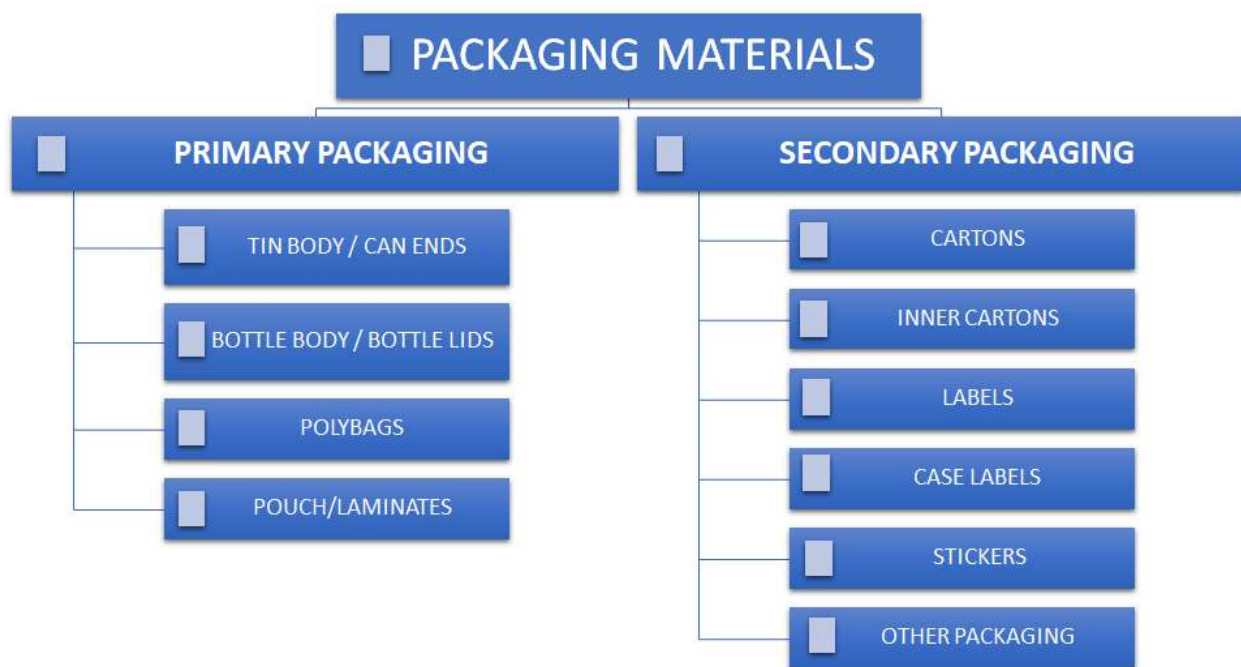 PACKAGING MATERIALS
PRIMARY PACKAGING
TIN BODY / CAN ENDS
BOTTLE BODY / BOTTLE LIDS
POLYBAGS
POUCH/LAMINATES
SECONDARY PACKAGING
CARTONS
INNER CARTONS
LABELS
CASE LABELS
STICKERS
OTHER PACKAGING